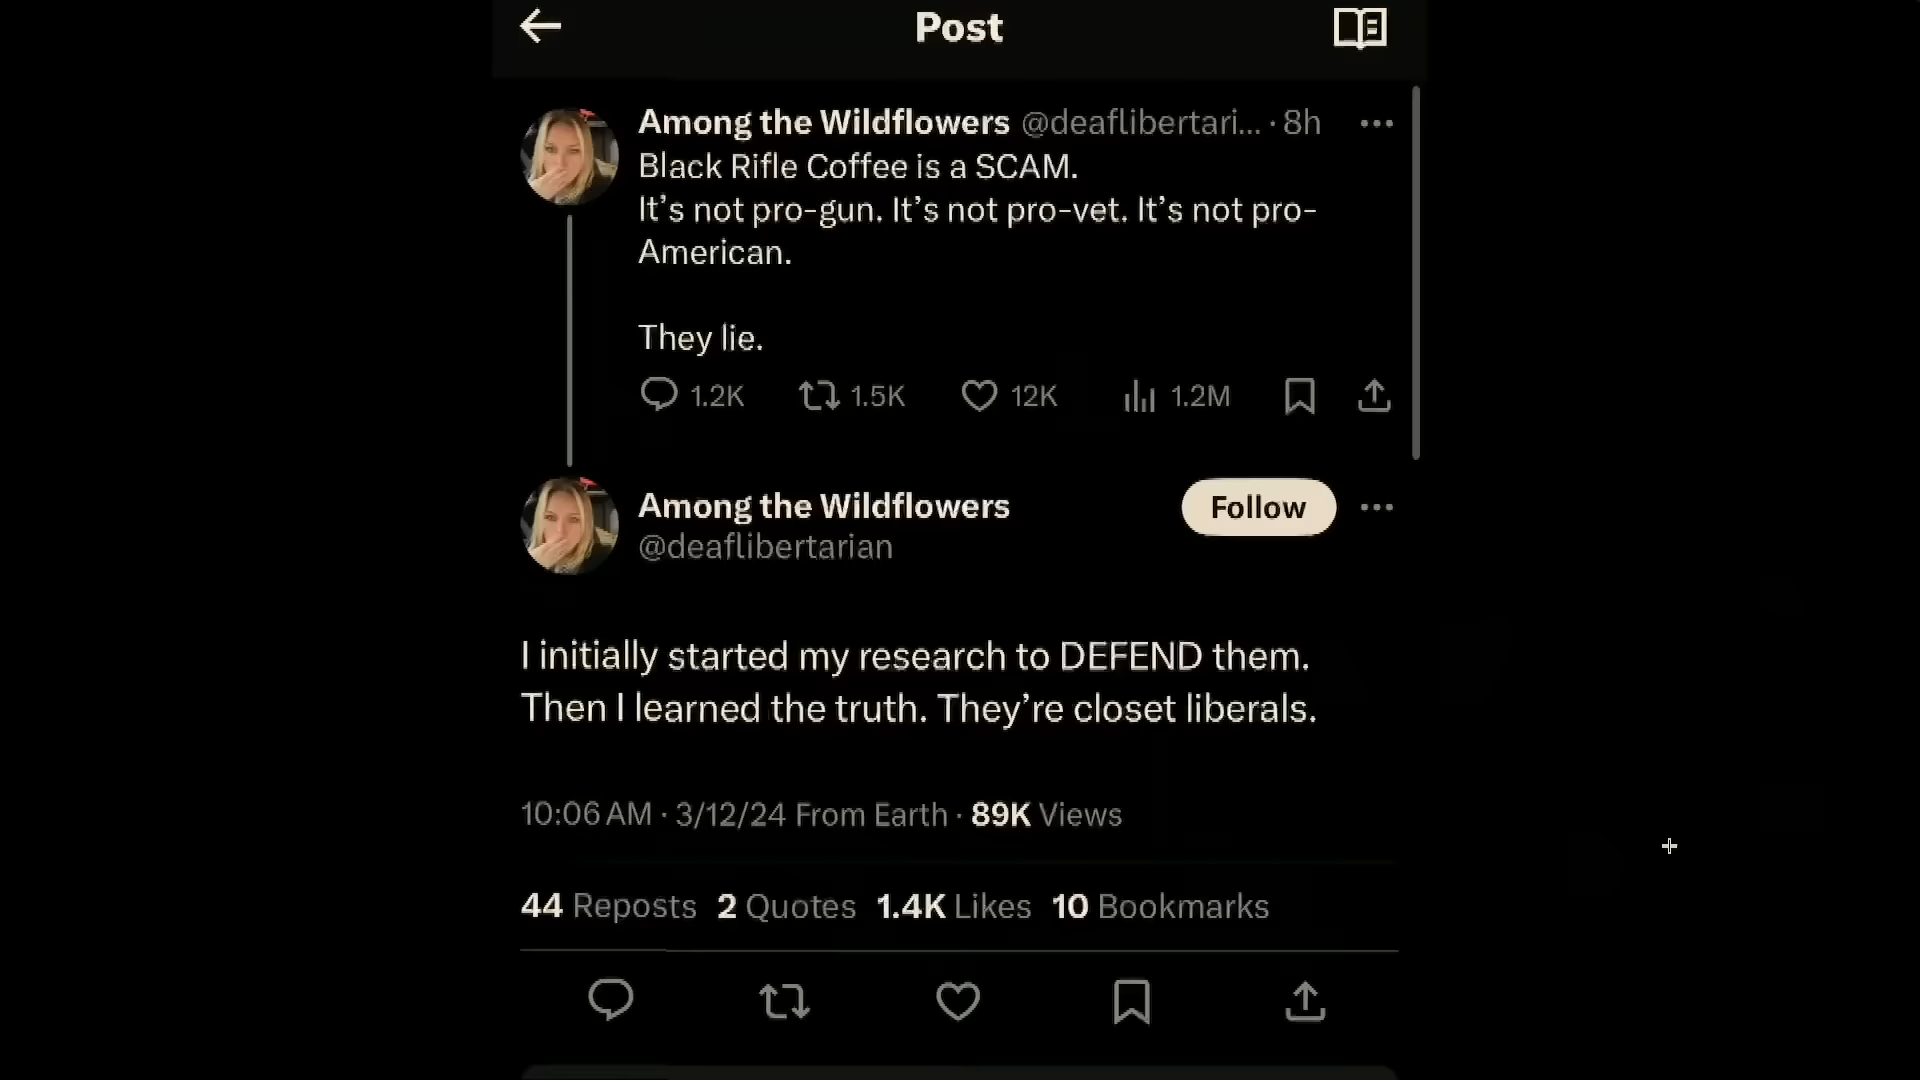 Post
Among the Wildflowers @deaflibertari... · 8h
Black Rifle Coffee is a SCAM.
It's not pro-gun. It's not pro-vet. It's not pro-
American.
They lie.
1.2K 1.5K 12K 1.2M
Among the Wildflowers
Follow
@deaflibertarian
I initially started my research to DEFEND them.
Then I learned the truth. They're closet liberals.
10:06 AM · 3/12/24 From Earth · 89K Views
44 Reposts 2 Quotes 1.4K Likes 10 Bookmarks